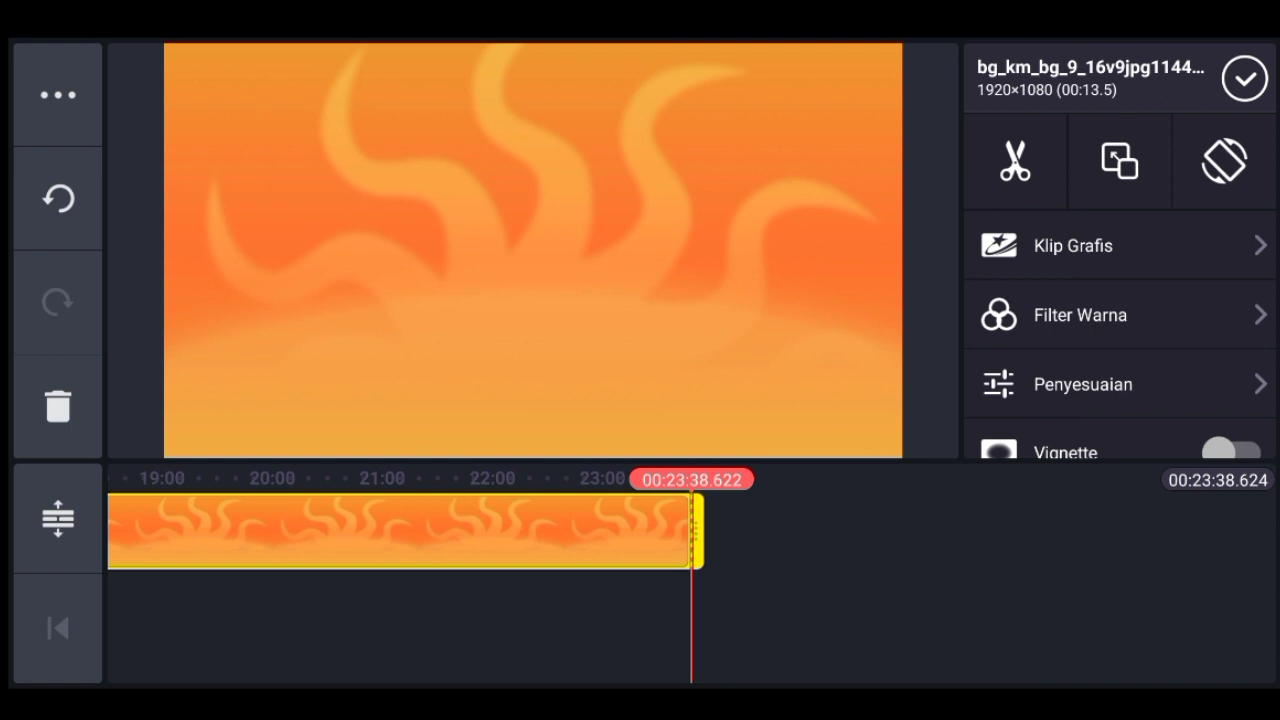 bg_km_bg_9_16v9jpg1144...
1920×1080 (00:13.5)
Klip Grafis
Filter Warna
Penyesuaian
Vignette
19:00 20:00 21:00 22:00 23:00 00:23:38.622 00:23:38.624